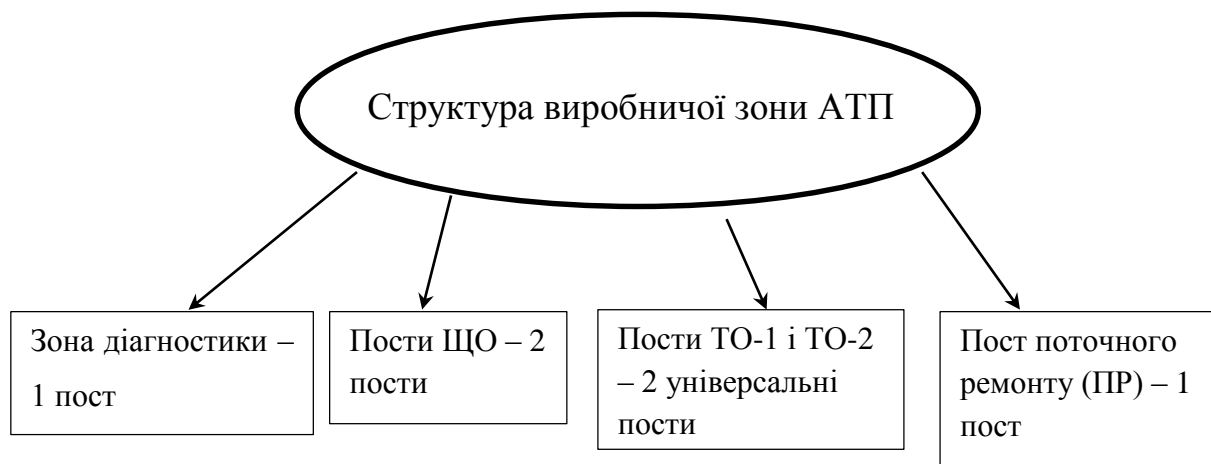 Структура виробничої зони АТП
Зона діагностики –
1 пост
Пости ЩО – 2
пости
Пости ТО-1 і ТО-2
– 2 універсальні
пости
Пост поточного
ремонту (ПР) – 1
пост